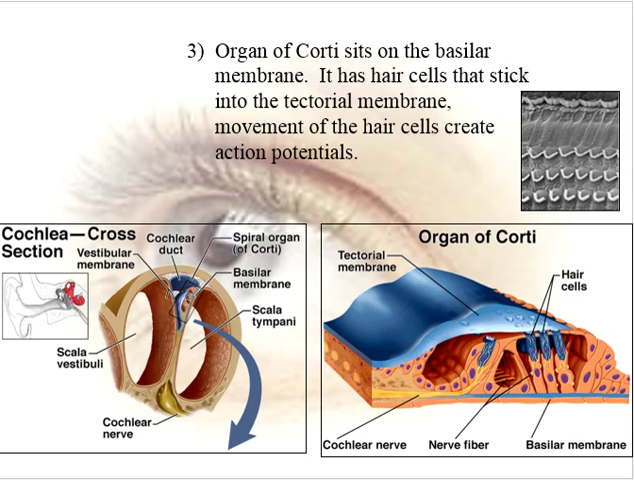 3) Organ of Corti sits on the basilar
membrane. It has hair cells that stick
into the tectorial membrane,
movement of the hair cells create
action potentials.
Cochlea—Cross
Section
Vestibular
membrane
Cochlear
duct
Spiral organ
(of Corti)
Basilar
membrane
Scala
tympani
Scala
vestibuli
Cochlear
nerve
Organ of Corti
Tectorial
membrane
Hair
cells
Cochlear nerve
Nerve fiber
Basilar membrane